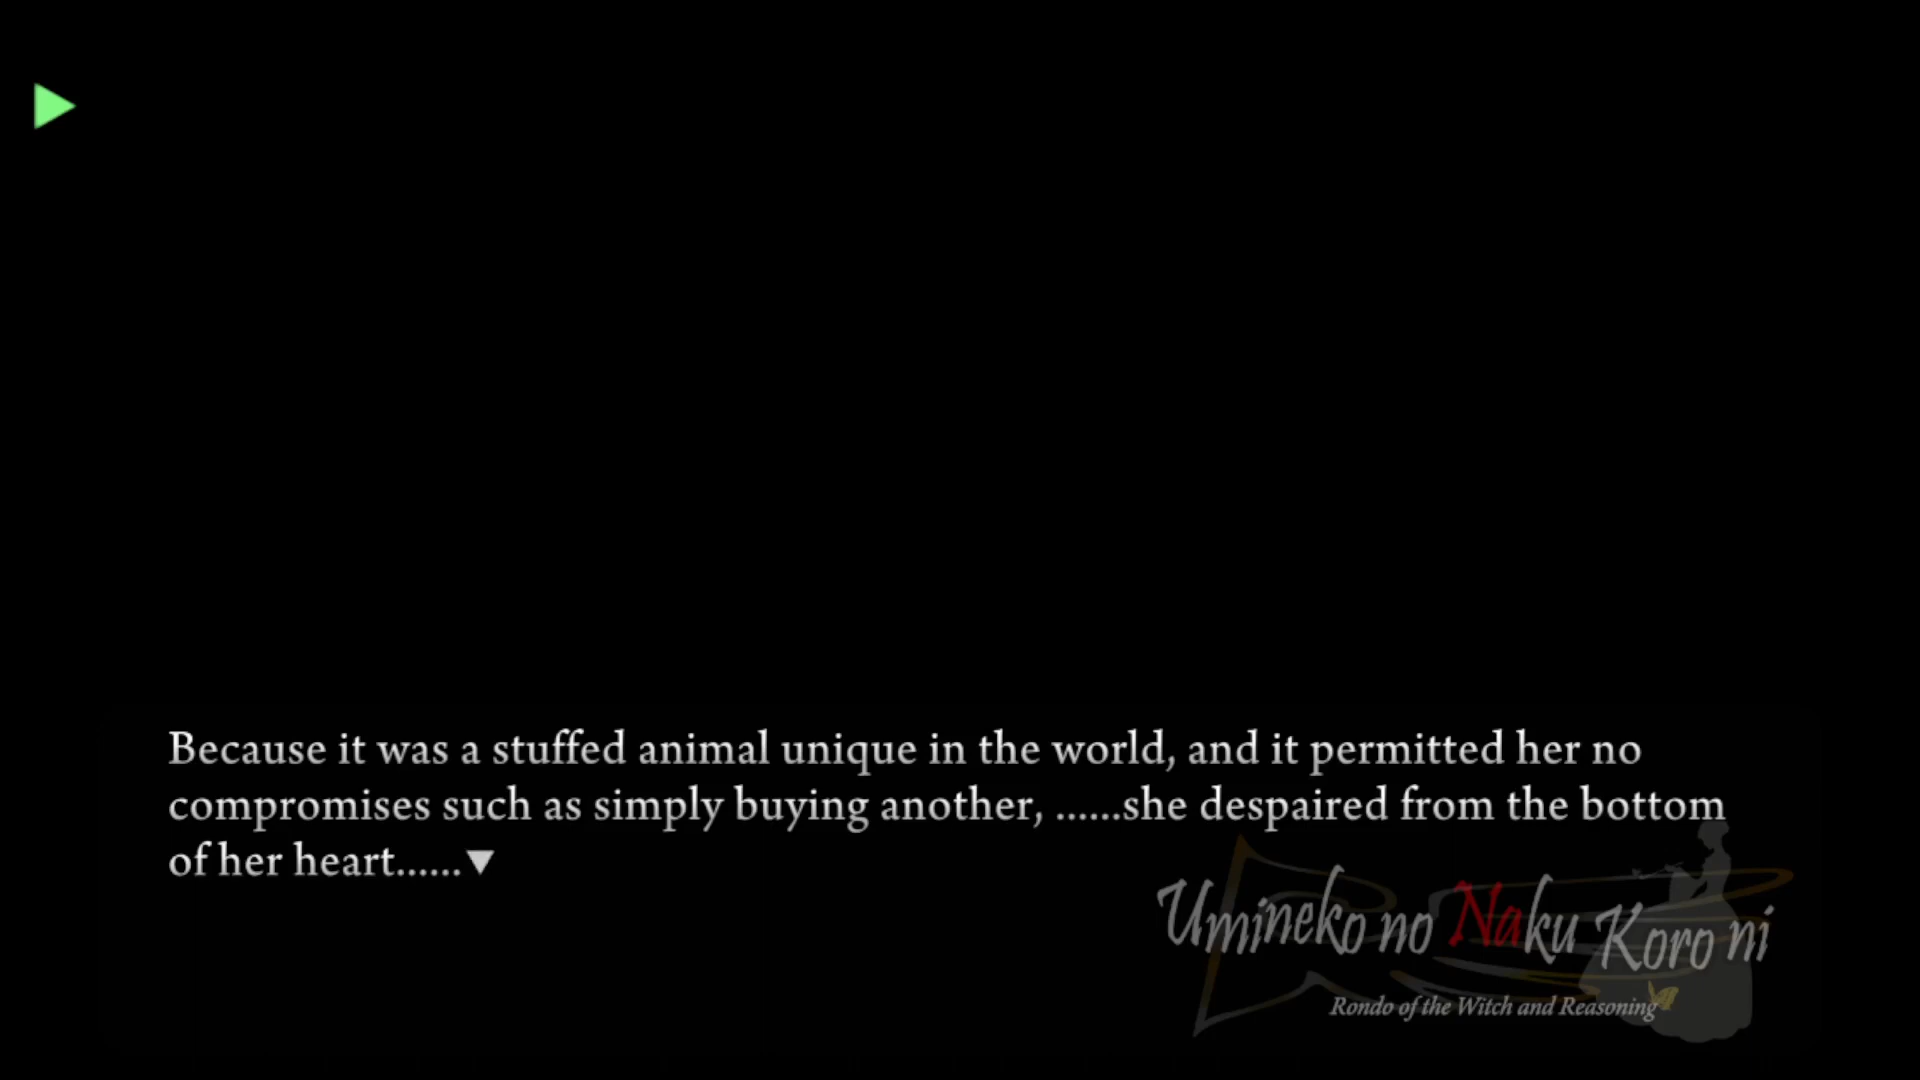 Because it was a stuffed animal unique in the world, and it permitted her no
compromises such as simply buying another, ......she despaired from the bottom
of her heart......▼
Umineko no Naku Koro ni
Rondo of the Witch and Reasoning